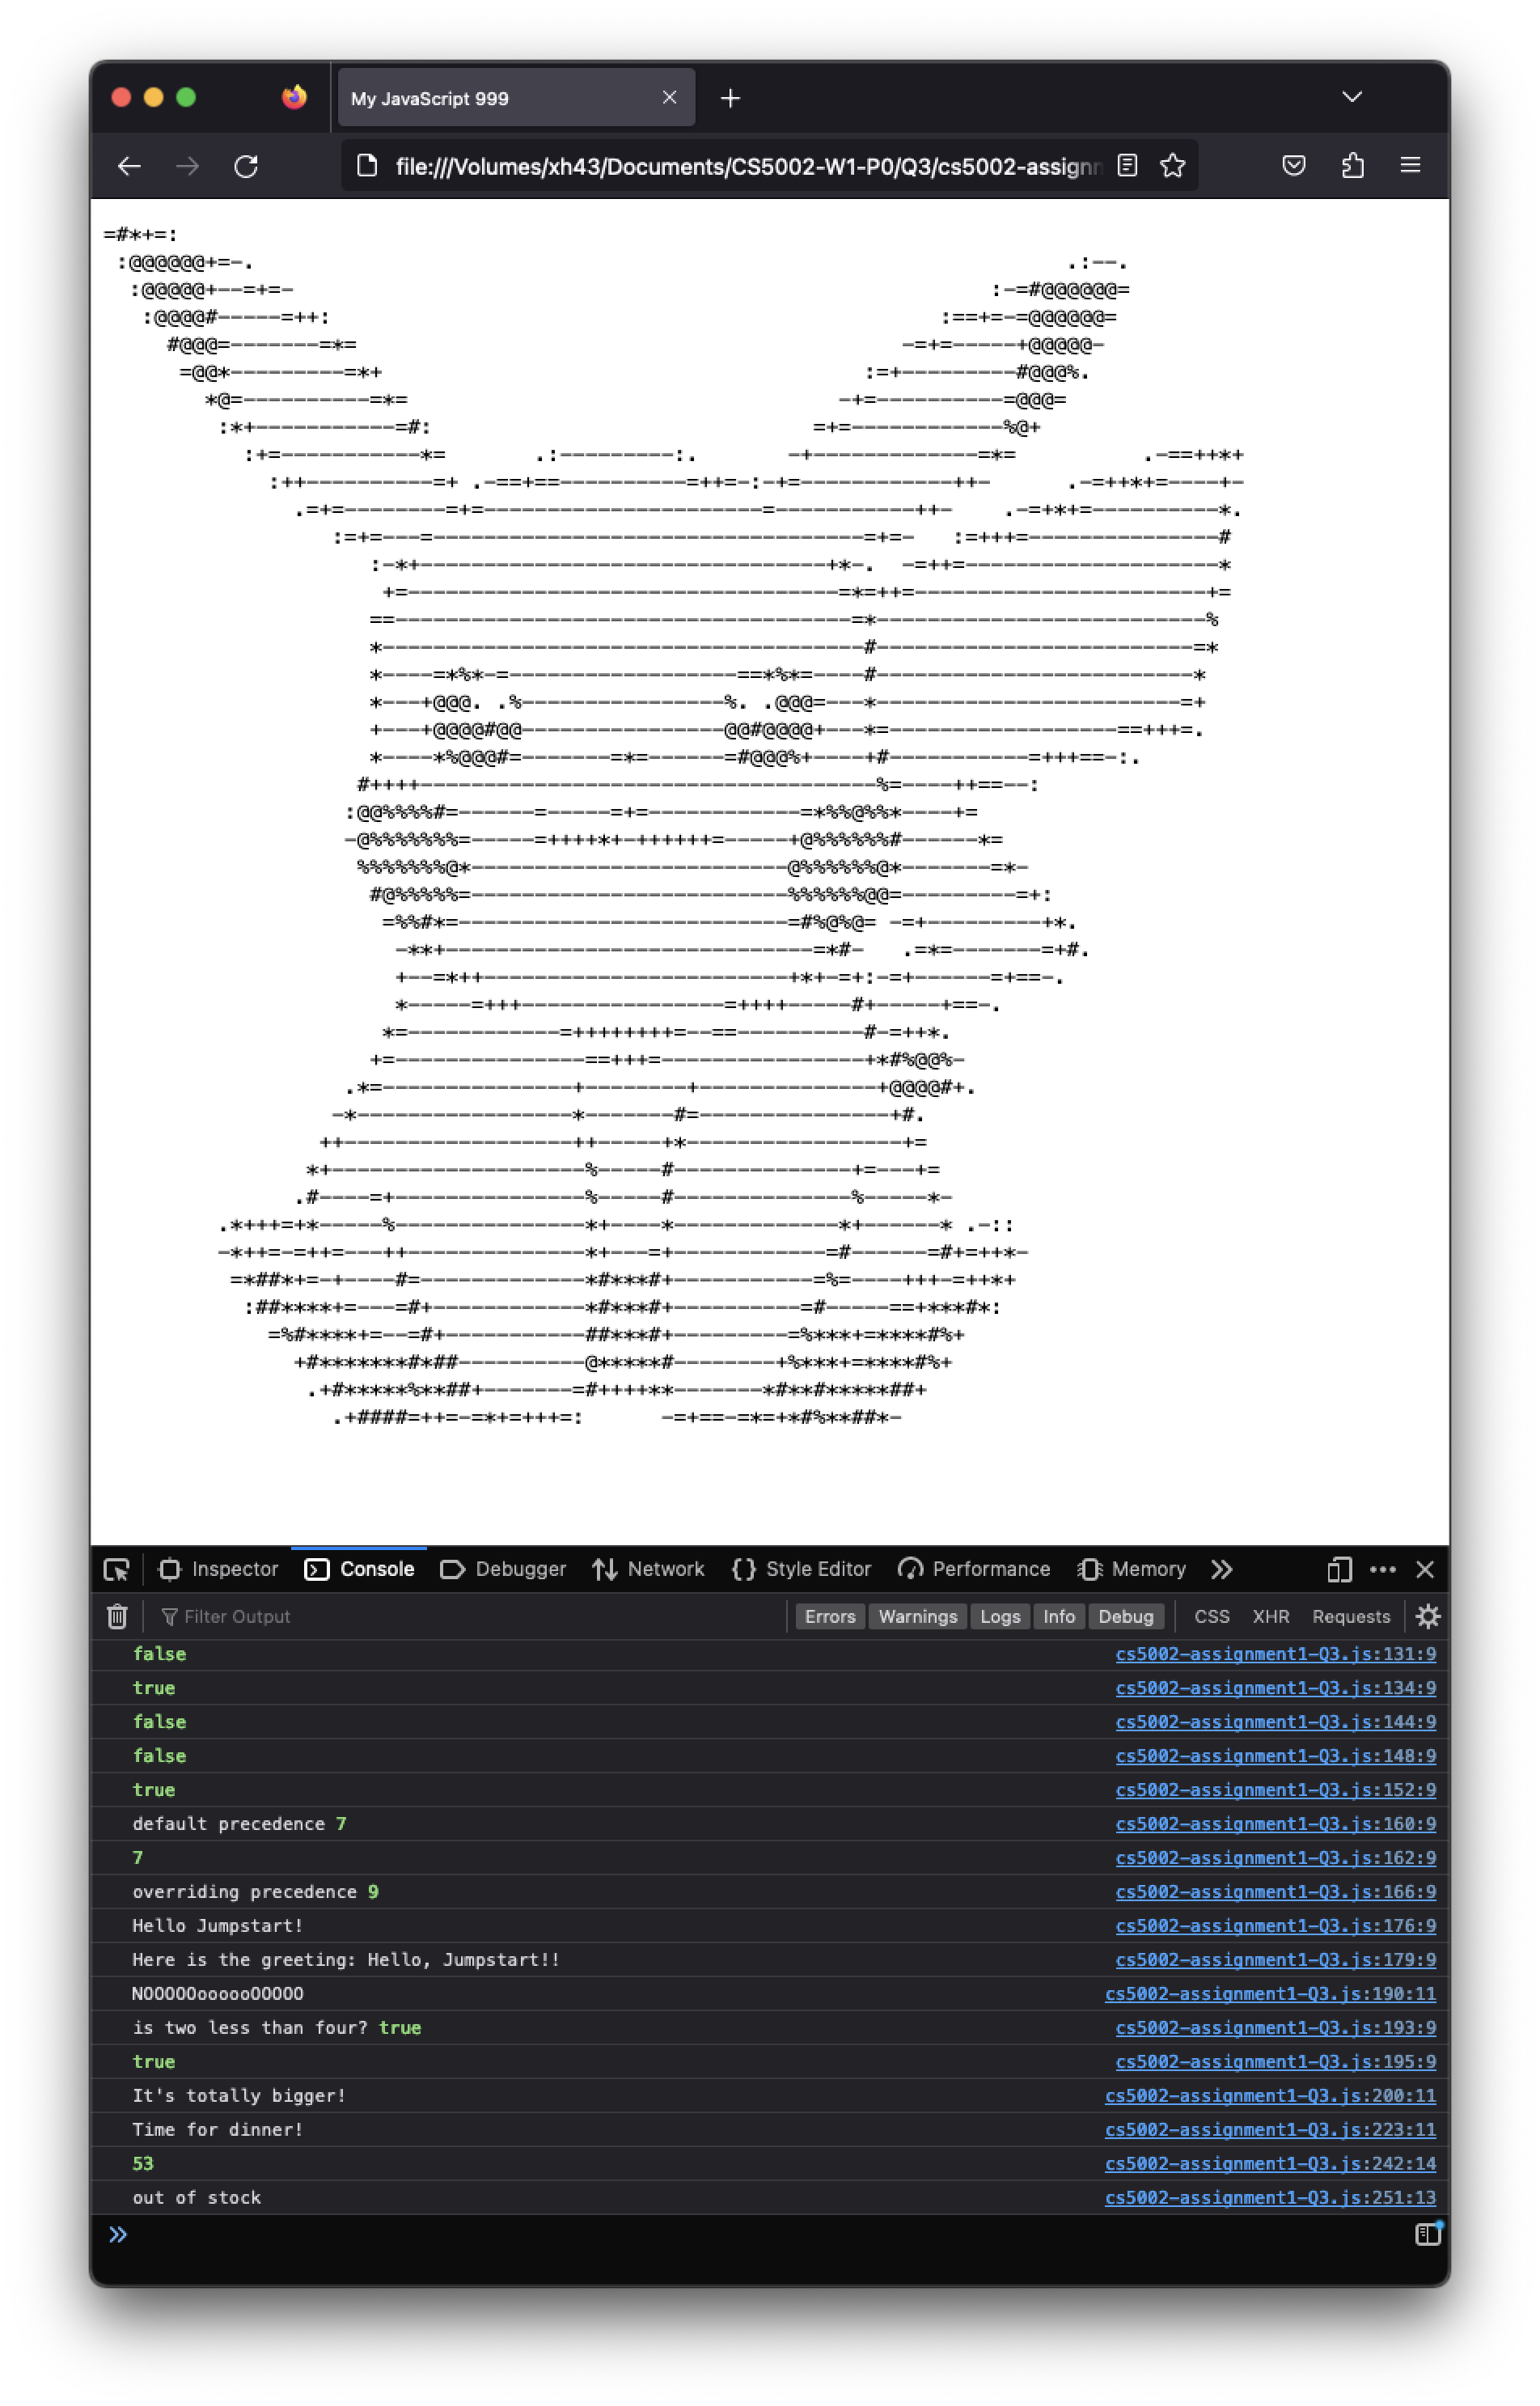 My JavaScript 999
file:///Volumes/xh43/Documents/CS5002-W1-P0/Q3/cs5002-assignm
Inspector Console Debugger Network Style Editor Performance Memory
Filter Output Errors Warnings Logs Info Debug CSS XHR Requests
false cs5002-assignment1-Q3.js:131:9
true cs5002-assignment1-Q3.js:134:9
false cs5002-assignment1-Q3.js:144:9
false cs5002-assignment1-Q3.js:148:9
true cs5002-assignment1-Q3.js:152:9
default precedence 7 cs5002-assignment1-Q3.js:160:9
7 cs5002-assignment1-Q3.js:162:9
overriding precedence 9 cs5002-assignment1-Q3.js:166:9
Hello Jumpstart! cs5002-assignment1-Q3.js:176:9
Here is the greeting: Hello, Jumpstart!! cs5002-assignment1-Q3.js:179:9
NOOOOOoooooOOOOO cs5002-assignment1-Q3.js:190:11
is two less than four? true cs5002-assignment1-Q3.js:193:9
true cs5002-assignment1-Q3.js:195:9
It's totally bigger! cs5002-assignment1-Q3.js:200:11
Time for dinner! cs5002-assignment1-Q3.js:223:11
53 cs5002-assignment1-Q3.js:242:14
out of stock cs5002-assignment1-Q3.js:251:13